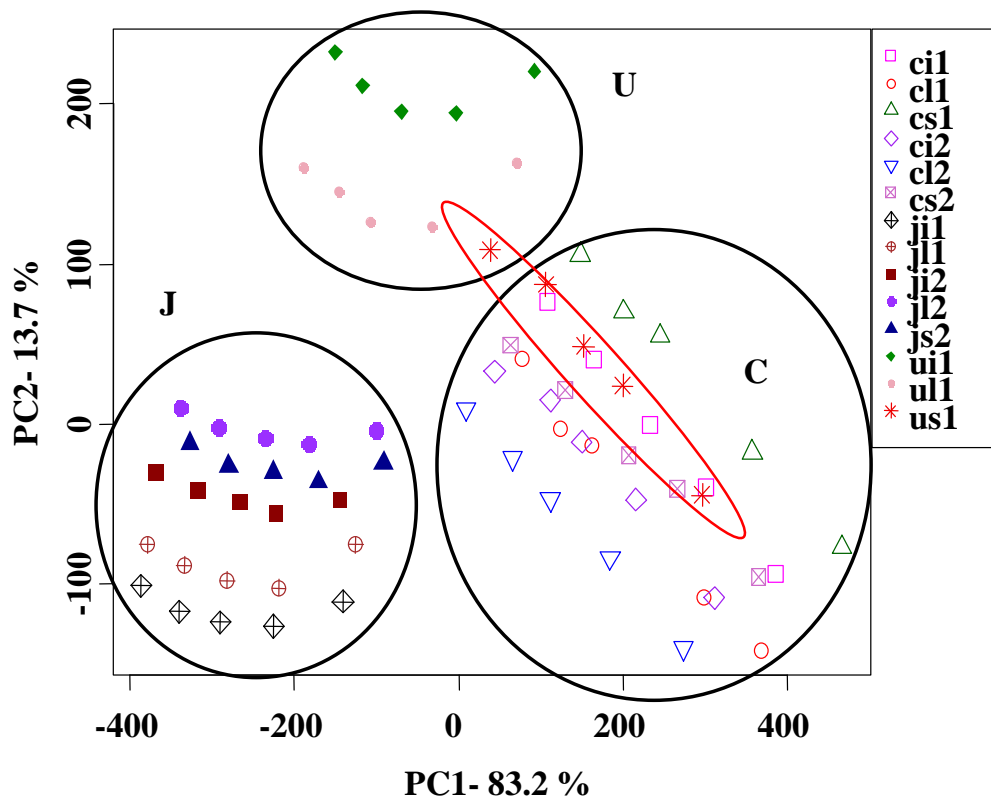 U
J
C
PC2- 13.7 %
200
100
0
-100
-400
-200
0
200
400
PC1- 83.2 %
ci1
cl1
cs1
ci2
cl2
cs2
ji1
jl1
ji2
jl2
js2
ui1
ul1
us1